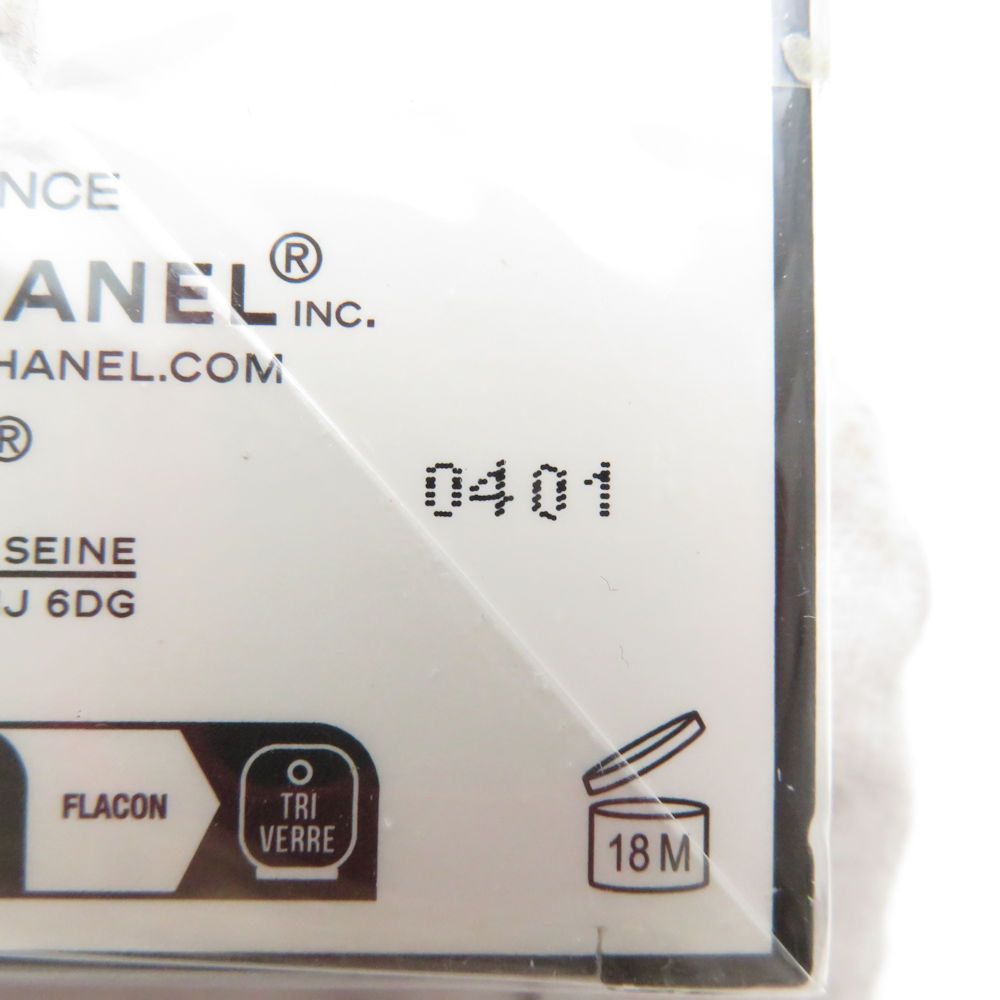 NCE
ANEL® INC.
HANEL.COM
®
0401
SEINE
J 6DG
FLACON
TRI
VERRE
18 M